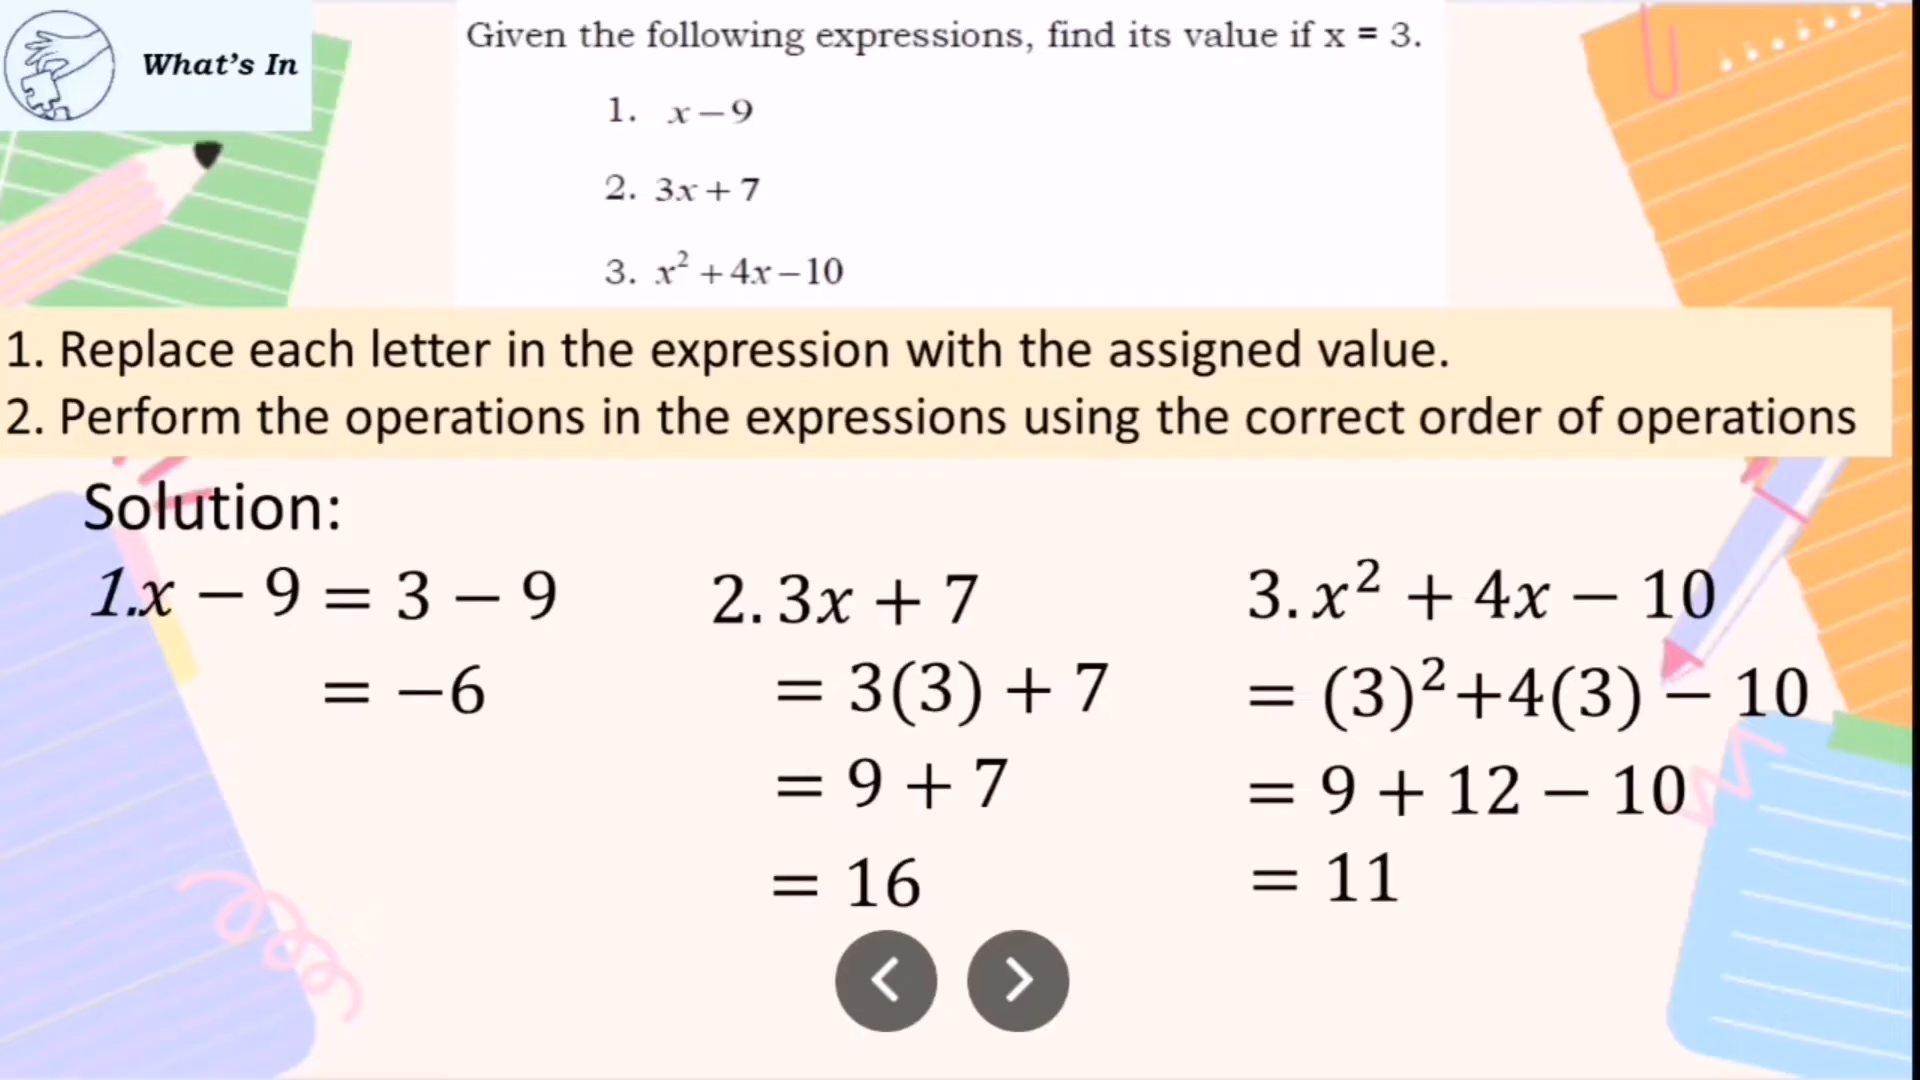 What's In
Given the following expressions, find its value if x = 3.
1. x − 9
2. 3x + 7
3. x² + 4x − 10
1. Replace each letter in the expression with the assigned value.
2. Perform the operations in the expressions using the correct order of operations
Solution:
1.x − 9 = 3 − 9
= −6
2. 3x + 7
= 3(3) + 7
= 9 + 7
= 16
3. x² + 4x − 10
= (3)²+4(3) − 10
= 9 + 12 − 10
= 11